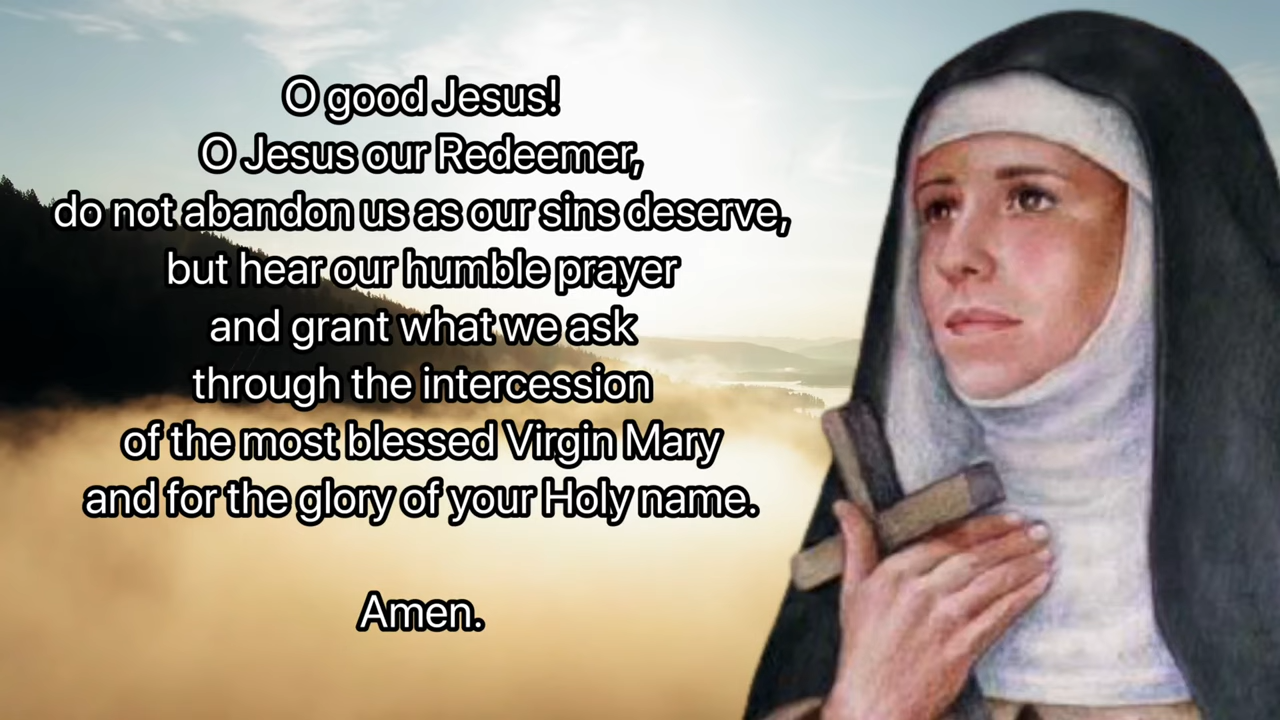 O good Jesus!
O Jesus our Redeemer,
do not abandon us as our sins deserve,
but hear our humble prayer
and grant what we ask
through the intercession
of the most blessed Virgin Mary
and for the glory of your Holy name.
Amen.